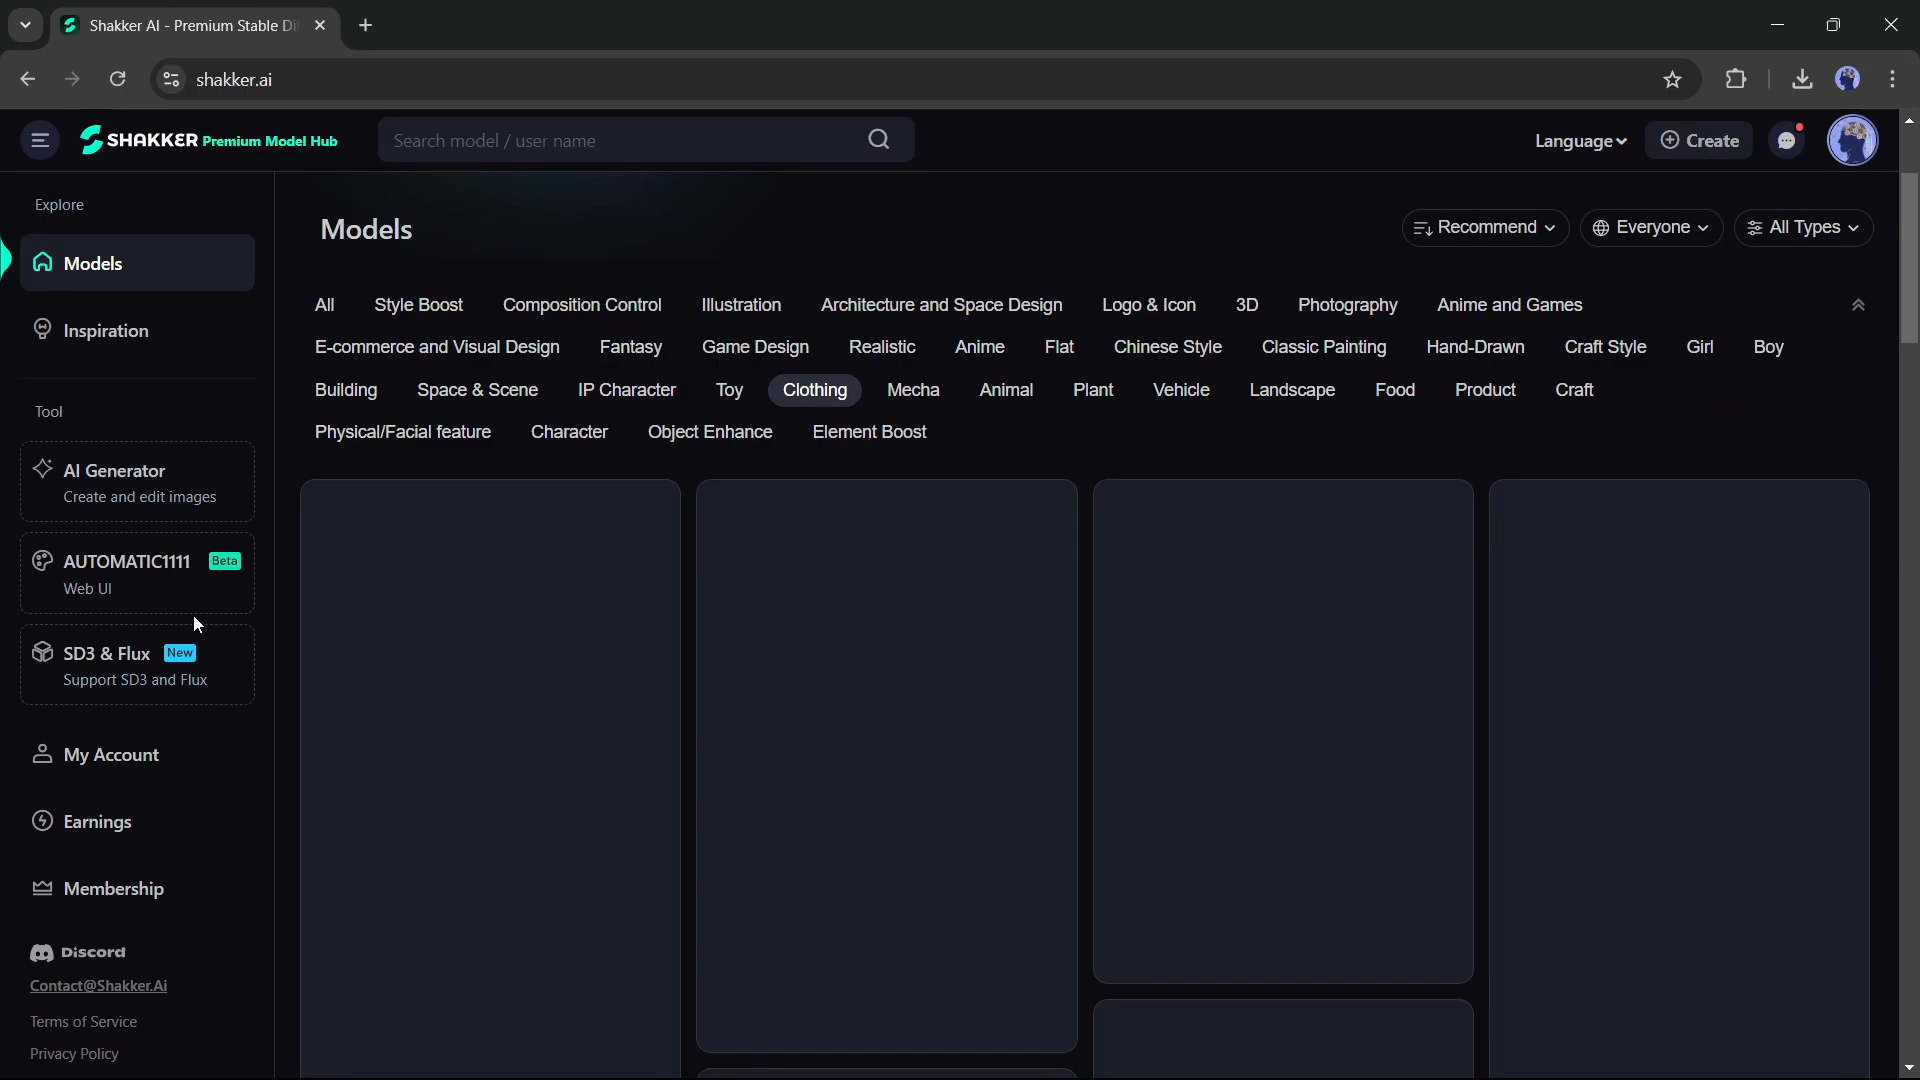 Shakker AI - Premium Stable Di
shakker.ai
SHAKKER Premium Model Hub
Search model / user name
Language
Create
Explore
Models
Inspiration
Tool
AI Generator
Create and edit images
AUTOMATIC1111 Beta
Web UI
SD3 & Flux New
Support SD3 and Flux
My Account
Earnings
Membership
Discord
Contact@Shakker.Ai
Terms of Service
Privacy Policy
Models
Recommend
Everyone
All Types
All Style Boost Composition Control Illustration Architecture and Space Design Logo & Icon 3D Photography Anime and Games
E-commerce and Visual Design Fantasy Game Design Realistic Anime Flat Chinese Style Classic Painting Hand-Drawn Craft Style Girl Boy
Building Space & Scene IP Character Toy Clothing Mecha Animal Plant Vehicle Landscape Food Product Craft
Physical/Facial feature Character Object Enhance Element Boost